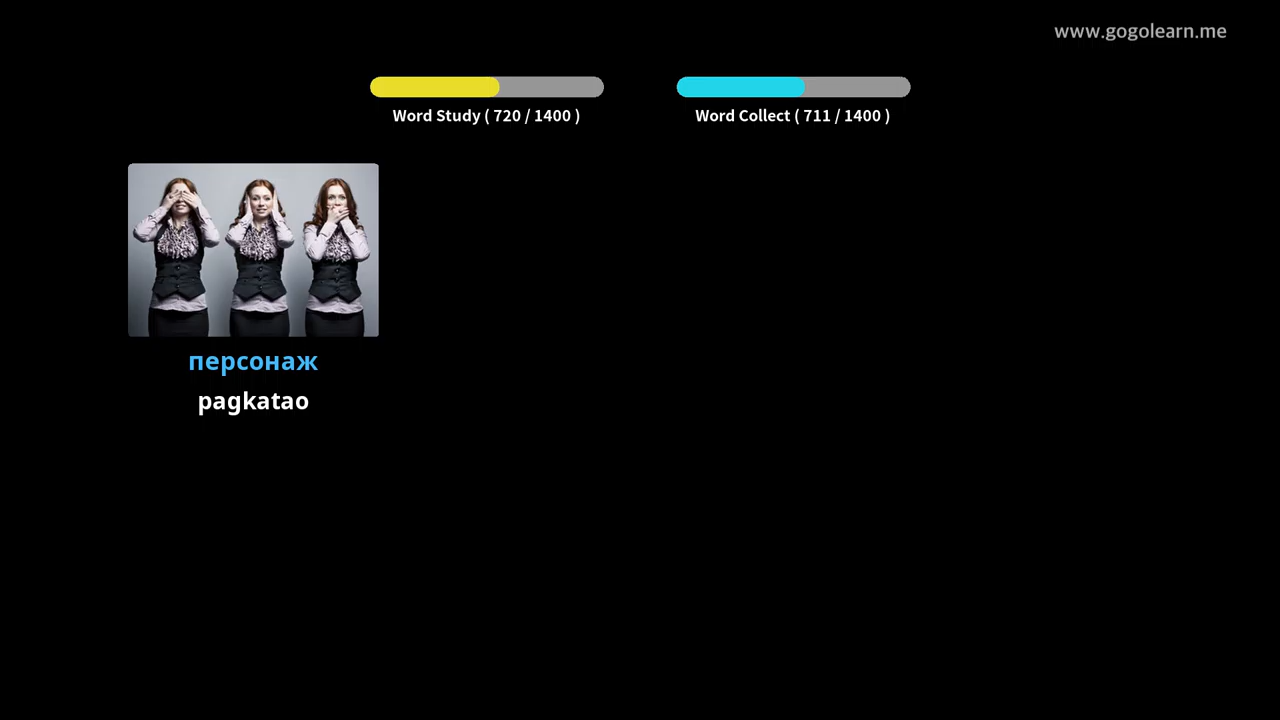 www.gogolearn.me
Word Study ( 720 / 1400 )
Word Collect ( 711 / 1400 )
персонаж
pagkatao